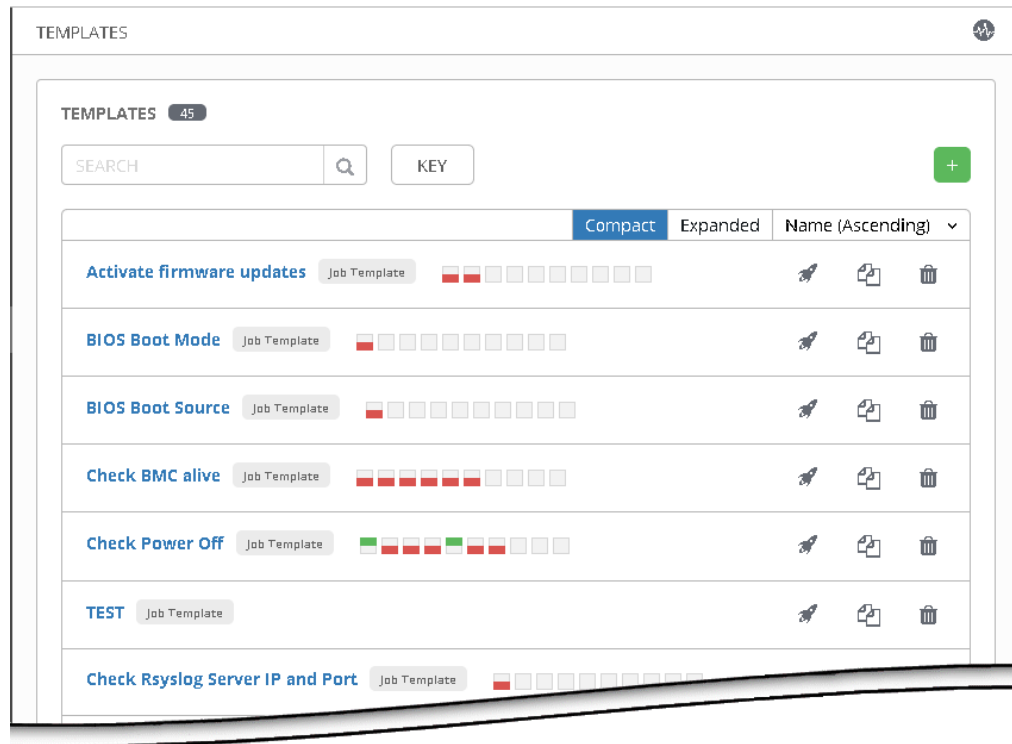 TEMPLATES
TEMPLATES 45
SEARCH KEY +
Compact Expanded Name (Ascending)
Activate firmware updates Job Template
BIOS Boot Mode Job Template
BIOS Boot Source Job Template
Check BMC alive Job Template
Check Power Off Job Template
TEST Job Template
Check Rsyslog Server IP and Port Job Template